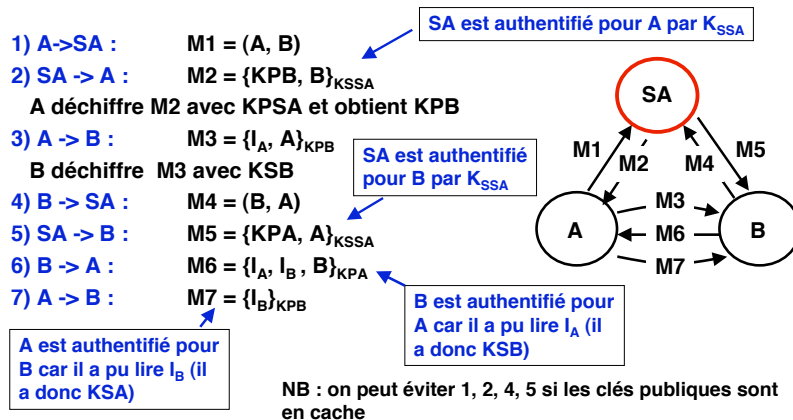 SA est authentifié pour A par KSSA
1) A->SA : M1 = (A, B)
2) SA -> A : M2 = {KPB, B}KSSA
A déchiffre M2 avec KPSA et obtient KPB
3) A -> B : M3 = {IA, A}KPB
B déchiffre M3 avec KSB
SA est authentifié
pour B par KSSA
4) B -> SA : M4 = (B, A)
5) SA -> B : M5 = {KPA, A}KSSA
6) B -> A : M6 = {IA, IB , B}KPA
7) A -> B : M7 = {IB}KPB
A est authentifié pour
B car il a pu lire IB (il
a donc KSA)
B est authentifié pour
A car il a pu lire IA (il
a donc KSB)
SA
M1
M2
M4
M5
A
M3
M6
M7
B
NB : on peut éviter 1, 2, 4, 5 si les clés publiques sont
en cache